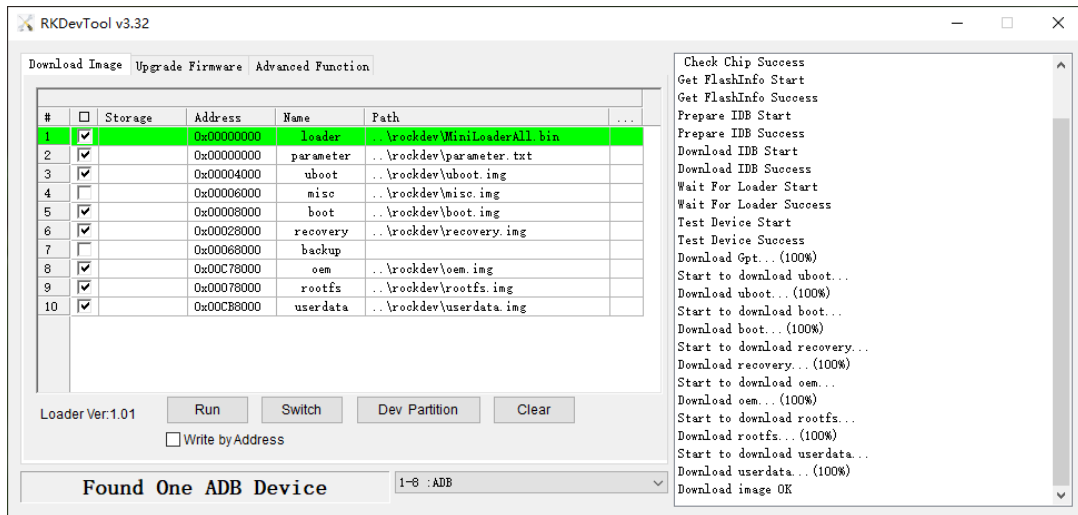 RKDevTool v3.32
Download Image Upgrade Firmware Advanced Function
# Storage Address Name Path ...
1 0x00000000 loader ..\rockdev\MiniLoaderAll.bin
2 0x00000000 parameter ..\rockdev\parameter.txt
3 0x00004000 uboot ..\rockdev\uboot.img
4 0x00006000 misc ..\rockdev\misc.img
5 0x00008000 boot ..\rockdev\boot.img
6 0x00028000 recovery ..\rockdev\recovery.img
7 0x00068000 backup
8 0x00C78000 oem ..\rockdev\oem.img
9 0x00078000 rootfs ..\rockdev\rootfs.img
10 0x00CB8000 userdata ..\rockdev\userdata.img
Loader Ver:1.01 Run Switch Dev Partition Clear
Write by Address
Found One ADB Device 1-8 :ADB
Check Chip Success
Get FlashInfo Start
Get FlashInfo Success
Prepare IDB Start
Prepare IDB Success
Download IDB Start
Download IDB Success
Wait For Loader Start
Wait For Loader Success
Test Device Start
Test Device Success
Download Gpt...(100%)
Start to download uboot...
Download uboot...(100%)
Start to download boot...
Download boot...(100%)
Start to download recovery...
Download recovery...(100%)
Start to download oem...
Download oem...(100%)
Start to download rootfs...
Download rootfs...(100%)
Start to download userdata...
Download userdata...(100%)
Download image OK